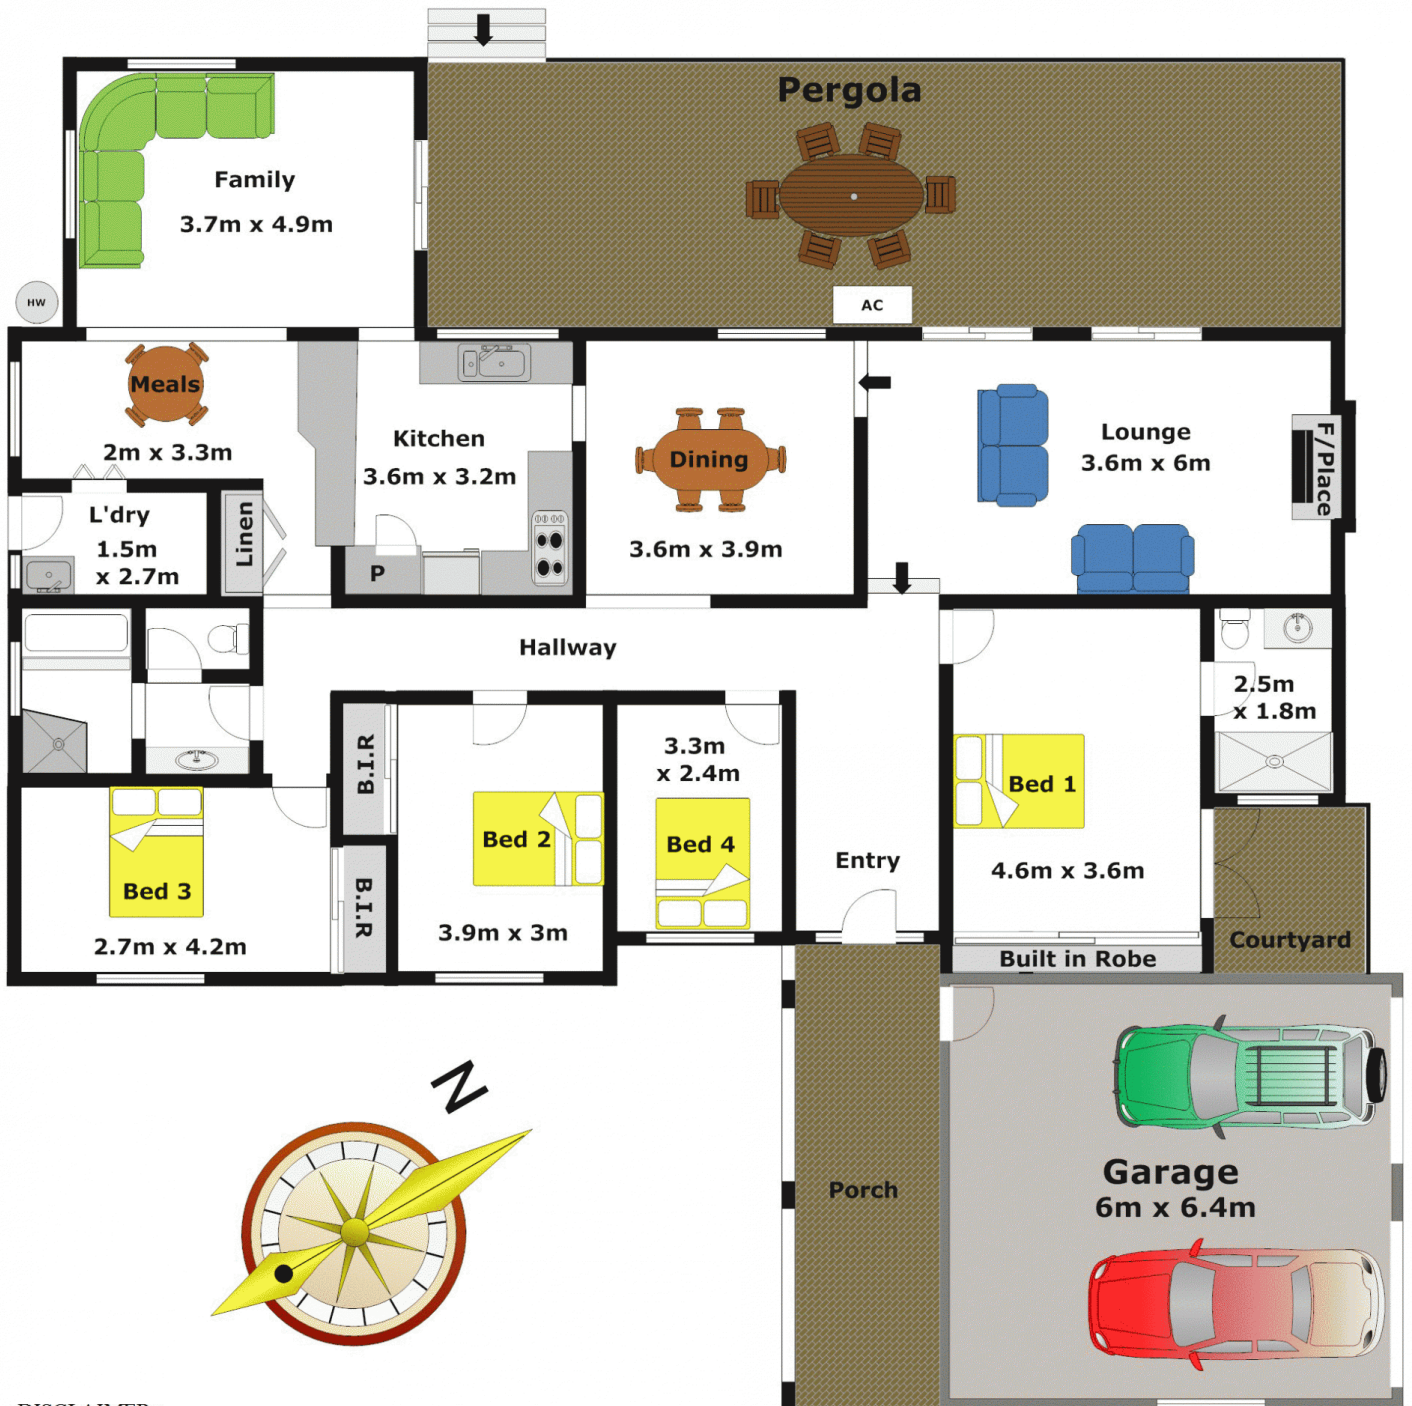 Pergola
Family
3.7m x 4.9m
HW
AC
Meals
2m x 3.3m
Kitchen
3.6m x 3.2m
Dining
3.6m x 3.9m
Lounge
3.6m x 6m
F/Place
L'dry
1.5m
x 2.7m
Linen
P
Hallway
2.5m
x 1.8m
B.I.R
3.3m
x 2.4m
Bed 1
4.6m x 3.6m
Bed 2
3.9m x 3m
Bed 4
Entry
Bed 3
2.7m x 4.2m
B.I.R
Built in Robe
Courtyard
N
Porch
Garage
6m x 6.4m